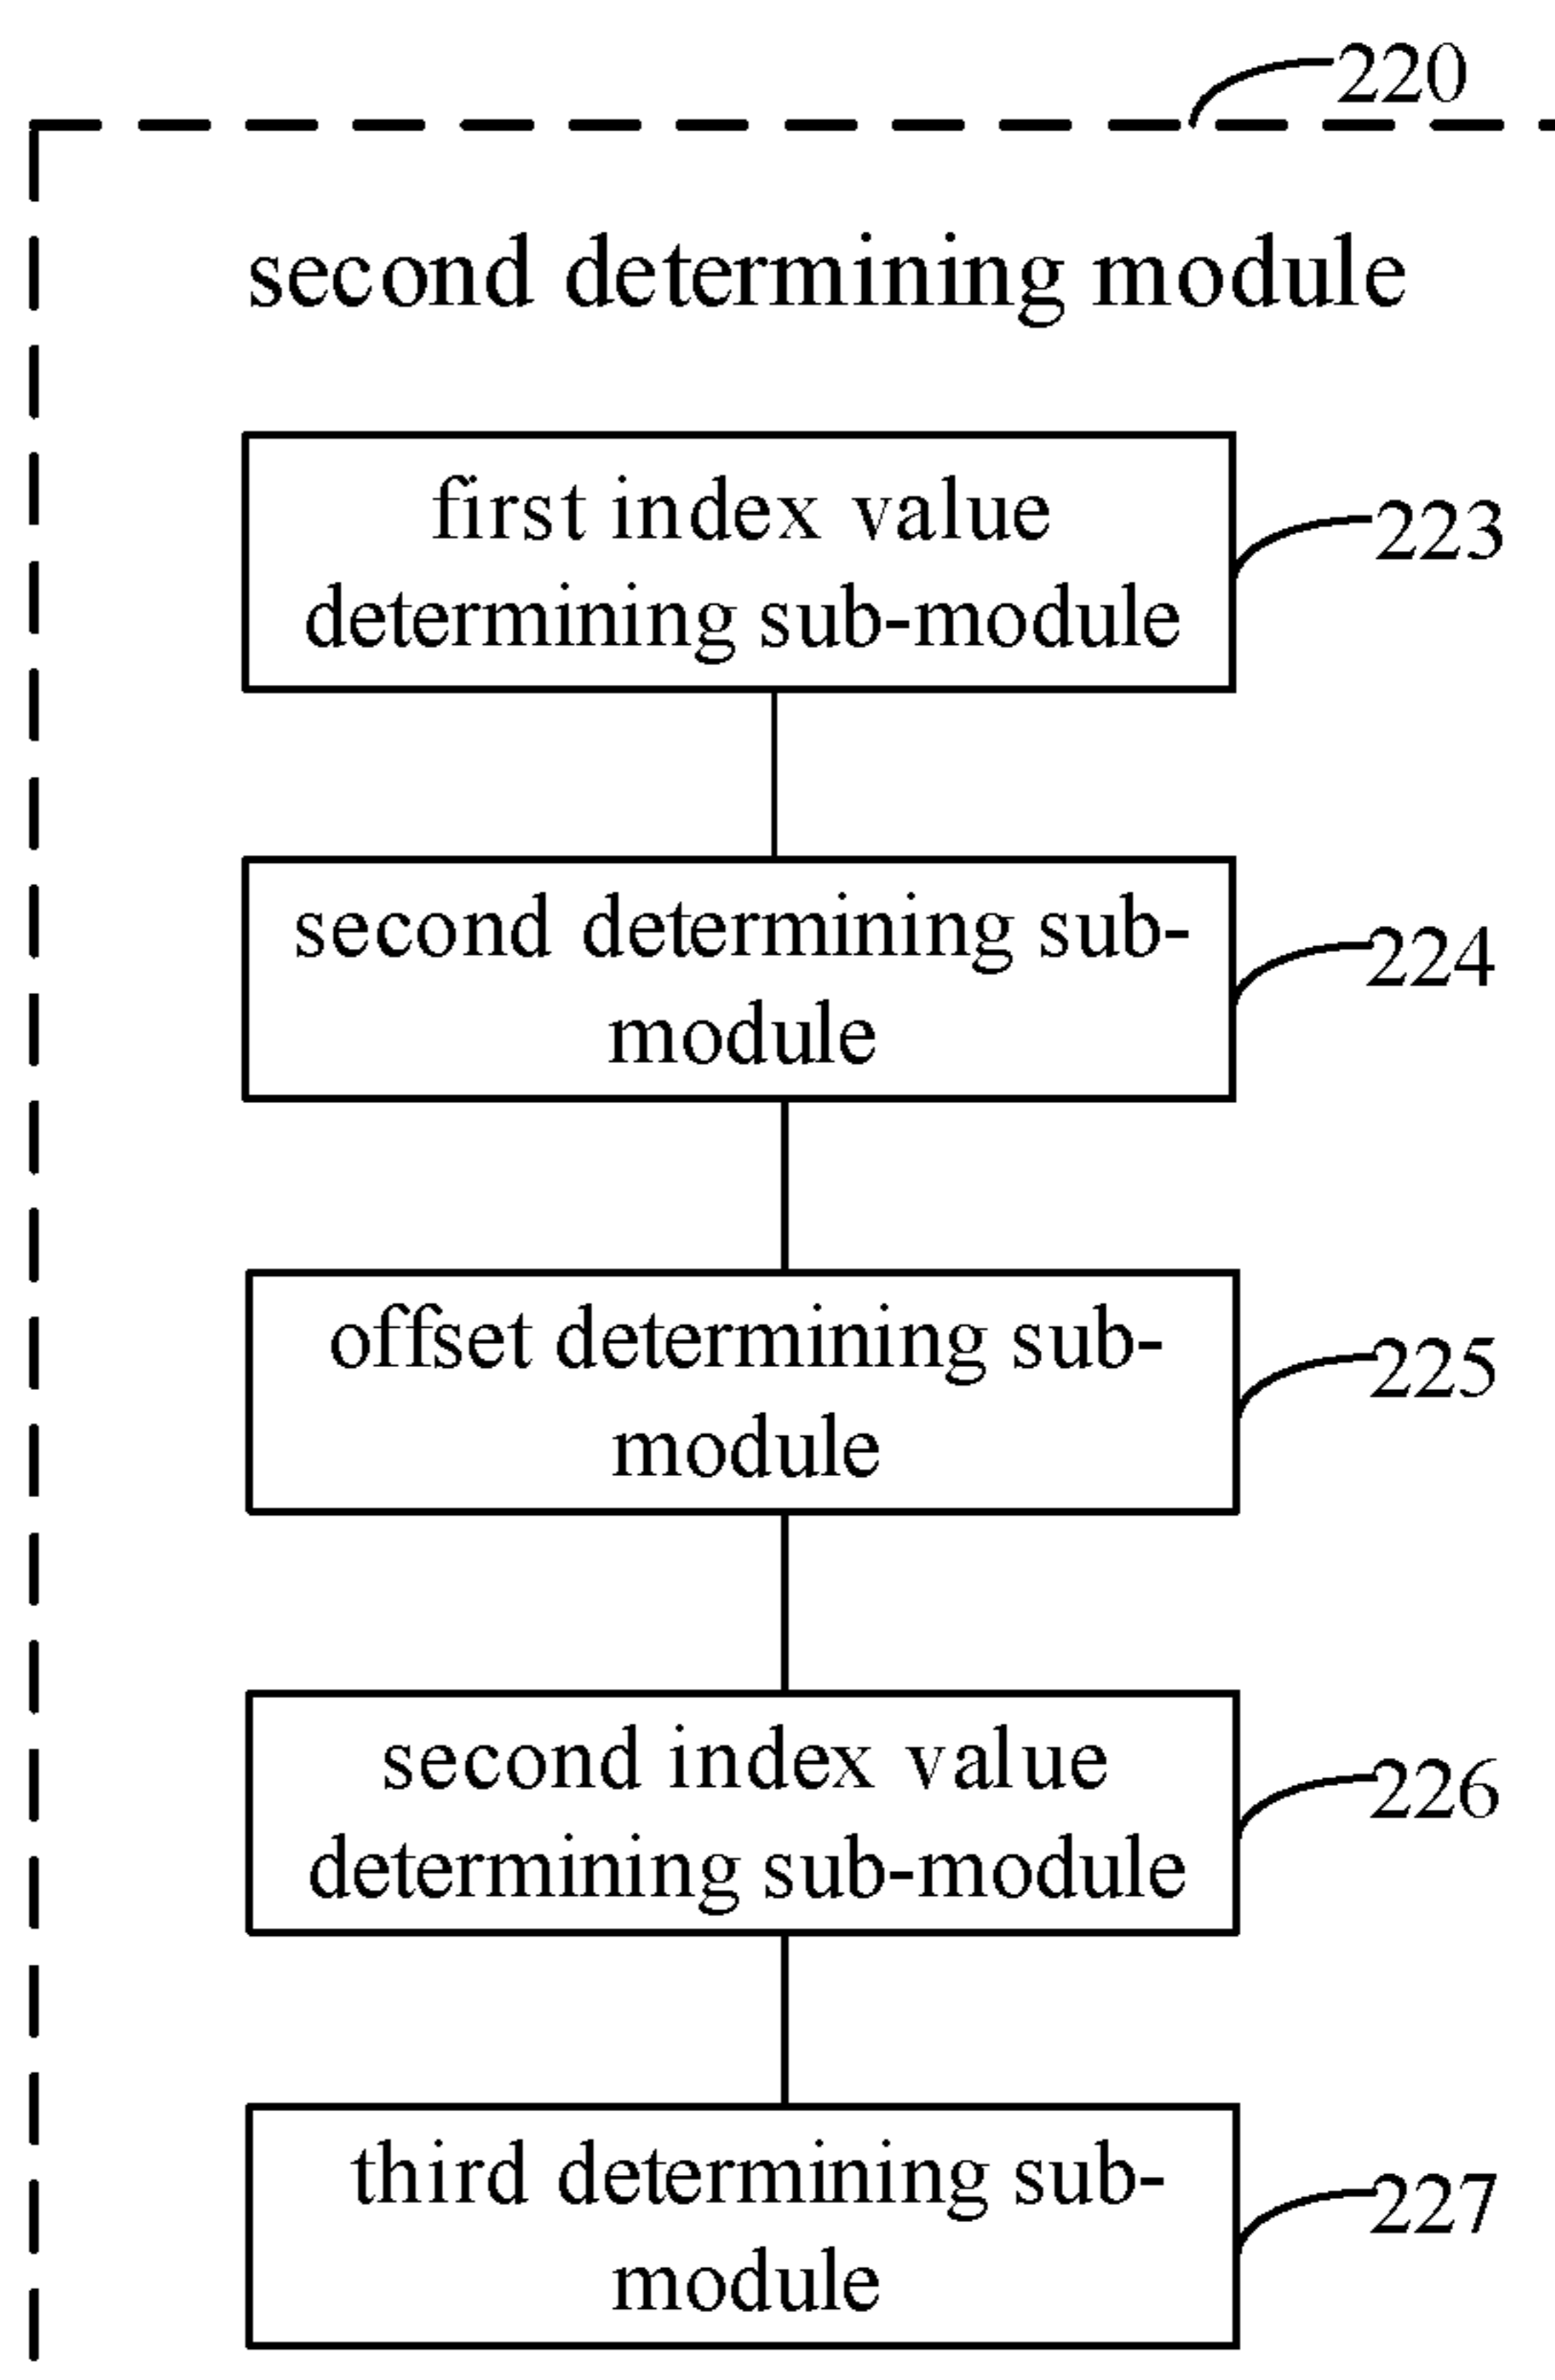 220
second determining module
first index value
determining sub-module
223
second determining sub-
module
224
offset determining sub-
module
225
second index value
determining sub-module
226
third determining sub-
module
227